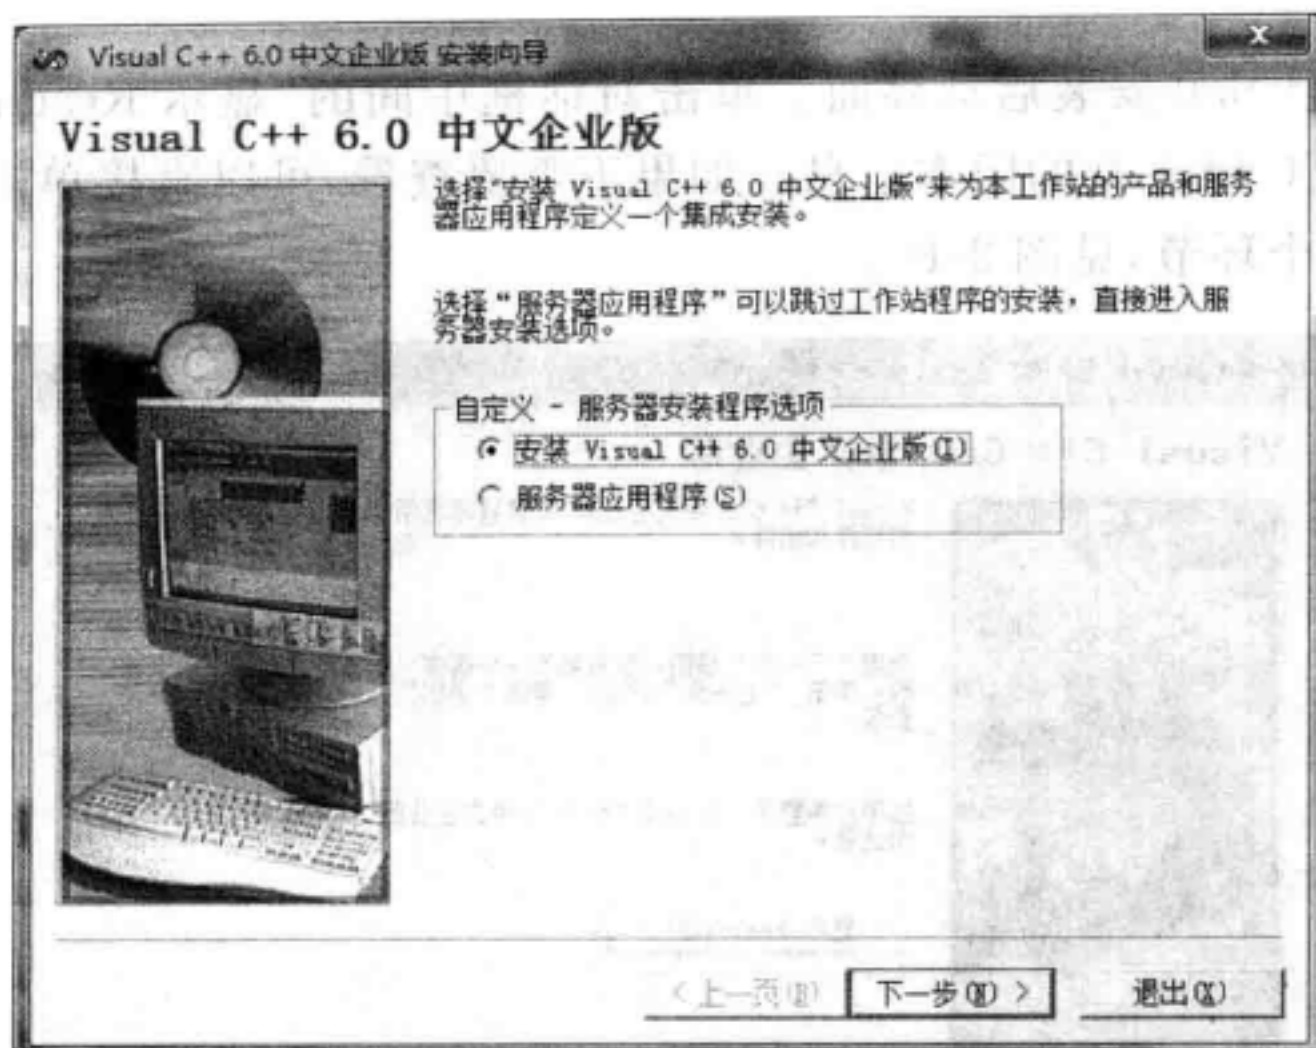 Visual C++ 6.0 中文企业版 安装向导
Visual C++ 6.0 中文企业版
选择"安装 Visual C++ 6.0 中文企业版"来为本工作站的产品和服务
器应用程序定义一个集成安装。
选择“服务器应用程序”可以跳过工作站程序的安装，直接进入服
务器安装选项。
自定义 - 服务器安装程序选项
安装 Visual C++ 6.0 中文企业版(I)
服务器应用程序(S)
< 上一页(B)
下一步(N) >
退出(X)